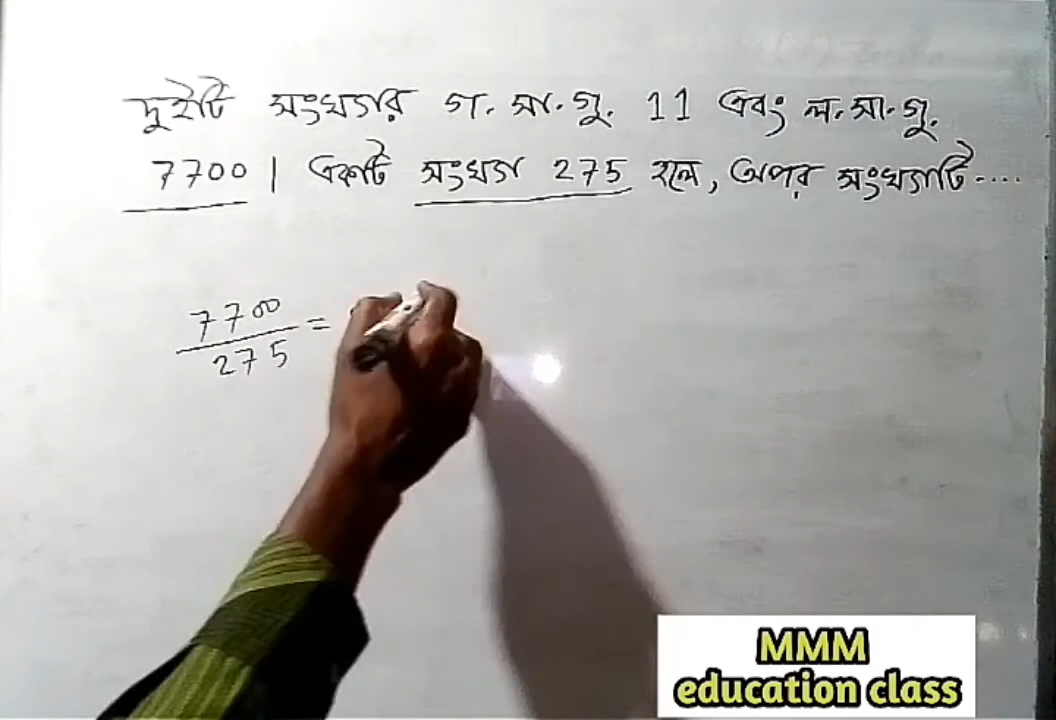 দুইটি সংখ্যার গ. সা. গু. 11 এবং ল. সা. গু.
7700 | একটি সংখ্যা 275 হলে, অপর সংখ্যাটি....
7700
275
=
MMM
education class